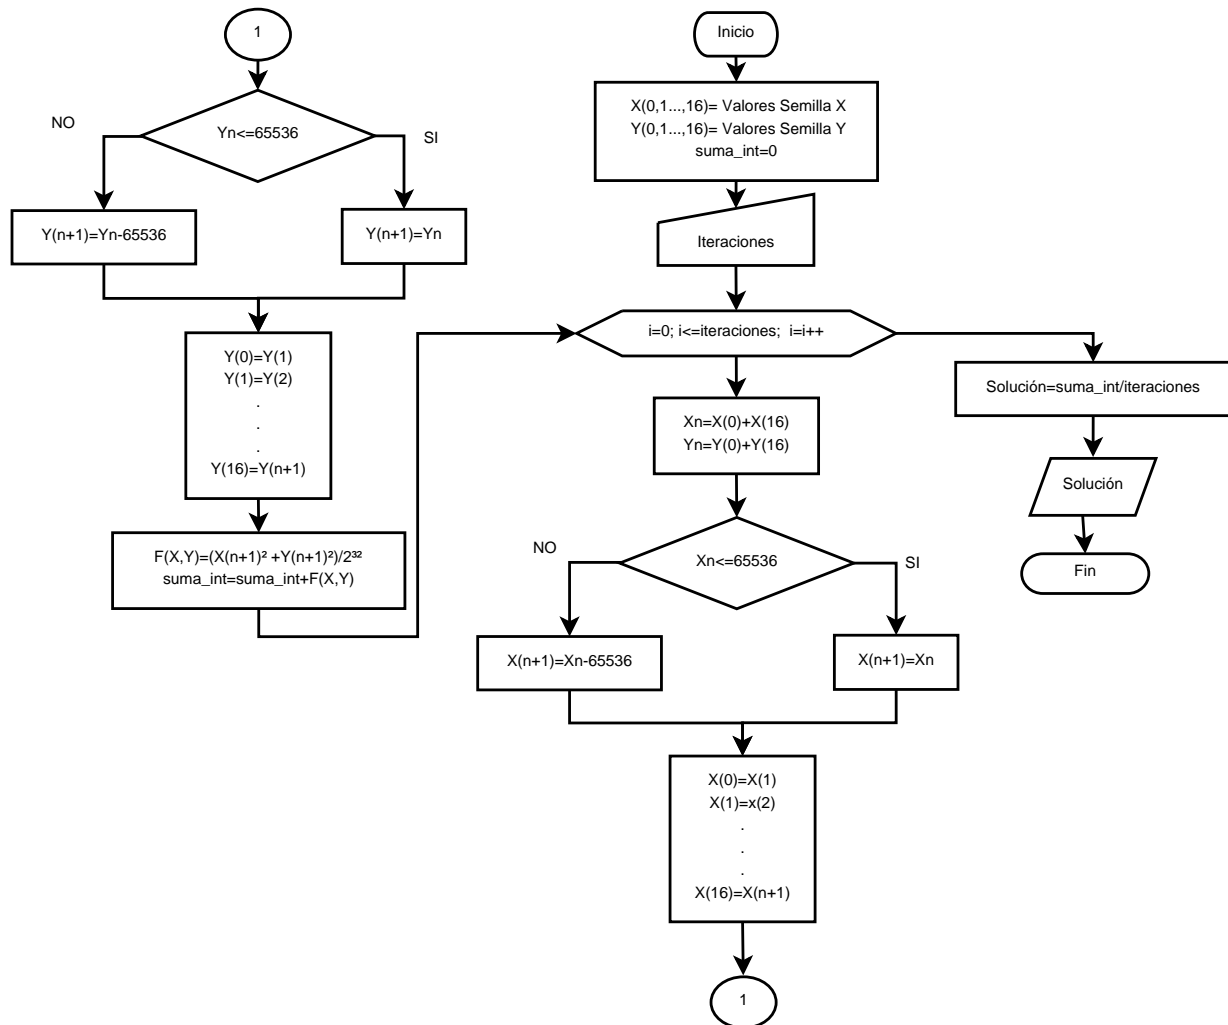 Inicio
X(0,1...,16)= Valores Semilla X
Y(0,1...,16)= Valores Semilla Y
suma_int=0
Iteraciones
i=0; i<=iteraciones; i=i++
Solución=suma_int/iteraciones
Solución
Fin
Xn=X(0)+X(16)
Yn=Y(0)+Y(16)
Xn<=65536
NO
SI
X(n+1)=Xn-65536
X(n+1)=Xn
X(0)=X(1)
X(1)=x(2)
.
.
.
X(16)=X(n+1)
1
1
Yn<=65536
NO
SI
Y(n+1)=Yn-65536
Y(n+1)=Yn
Y(0)=Y(1)
Y(1)=Y(2)
.
.
.
Y(16)=Y(n+1)
F(X,Y)=(X(n+1)² +Y(n+1)²)/2³²
suma_int=suma_int+F(X,Y)